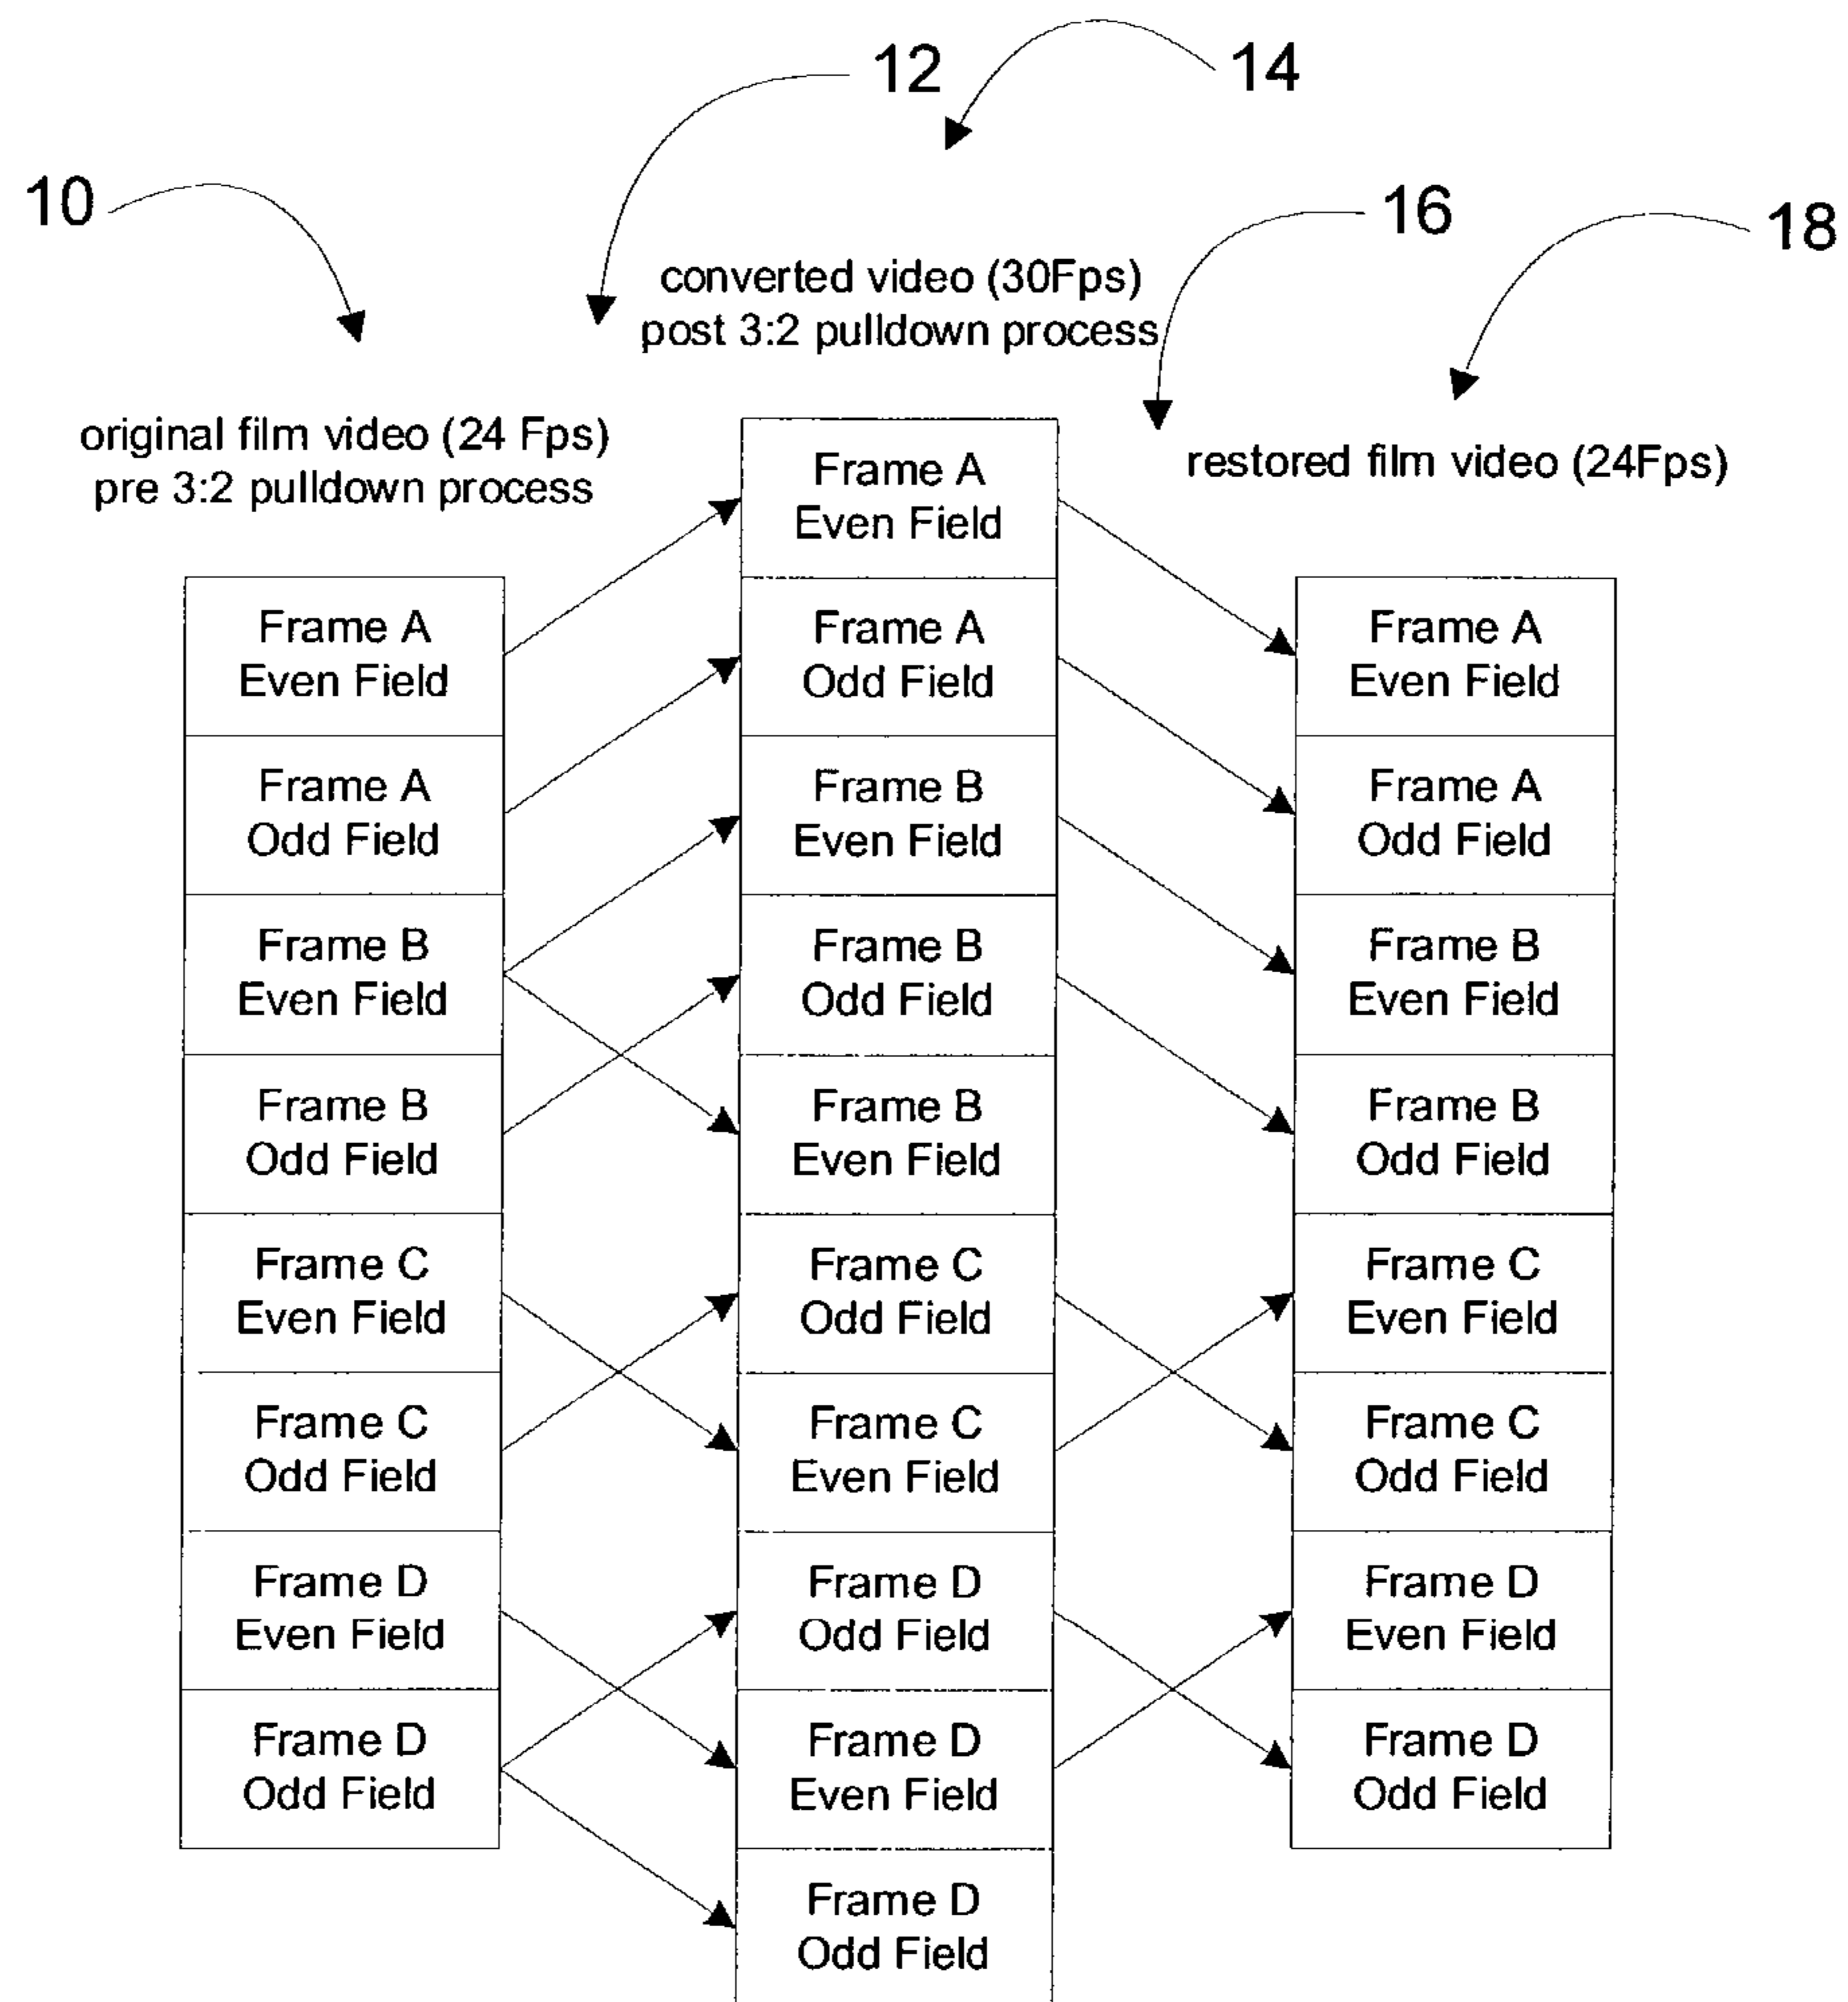 12
14
10
16
18
converted video (30Fps)
post 3:2 pulldown process
original film video (24 Fps)
pre 3:2 pulldown process
restored film video (24Fps)
Frame A
Even Field
Frame A
Odd Field
Frame B
Even Field
Frame B
Odd Field
Frame C
Even Field
Frame C
Odd Field
Frame D
Even Field
Frame D
Odd Field
Frame A
Even Field
Frame A
Odd Field
Frame B
Even Field
Frame B
Odd Field
Frame B
Even Field
Frame C
Odd Field
Frame C
Even Field
Frame D
Odd Field
Frame D
Even Field
Frame D
Odd Field
Frame A
Even Field
Frame A
Odd Field
Frame B
Even Field
Frame B
Odd Field
Frame C
Even Field
Frame C
Odd Field
Frame D
Even Field
Frame D
Odd Field